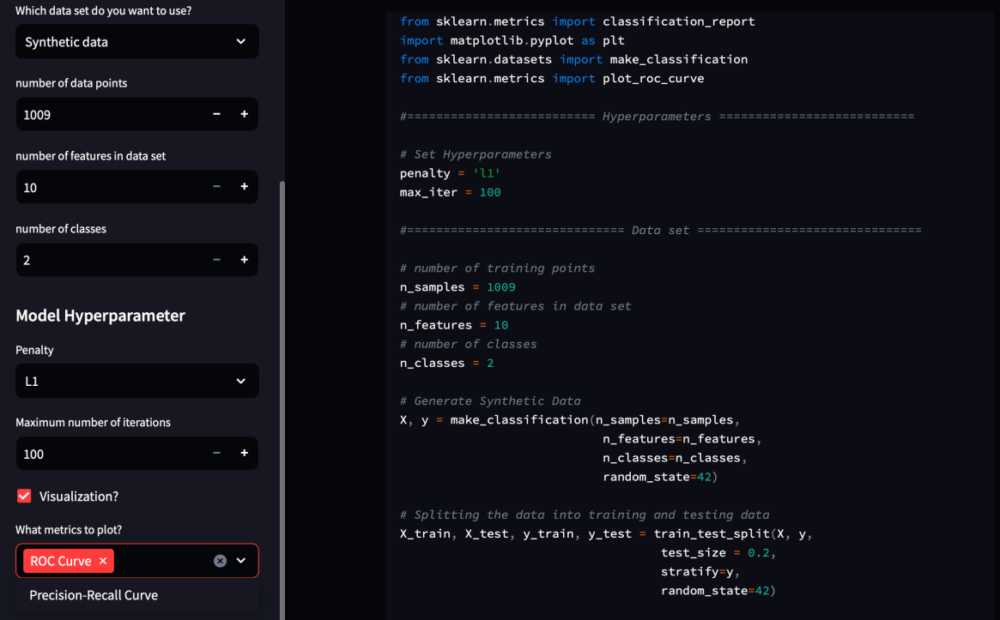 Which data set do you want to use?
Synthetic data
number of data points
1009
− +
number of features in data set
10
− +
number of classes
2
− +
Model Hyperparameter
Penalty
L1
Maximum number of iterations
100
− +
Visualization?
What metrics to plot?
ROC Curve ×
Precision-Recall Curve
from sklearn.metrics import classification_report
import matplotlib.pyplot as plt
from sklearn.datasets import make_classification
from sklearn.metrics import plot_roc_curve
#========================== Hyperparameters ===========================
# Set Hyperparameters
penalty = 'l1'
max_iter = 100
#============================== Data set ===============================
# number of training points
n_samples = 1009
# number of features in data set
n_features = 10
# number of classes
n_classes = 2
# Generate Synthetic Data
X, y = make_classification(n_samples=n_samples,
n_features=n_features,
n_classes=n_classes,
random_state=42)
# Splitting the data into training and testing data
X_train, X_test, y_train, y_test = train_test_split(X, y,
test_size = 0.2,
stratify=y,
random_state=42)